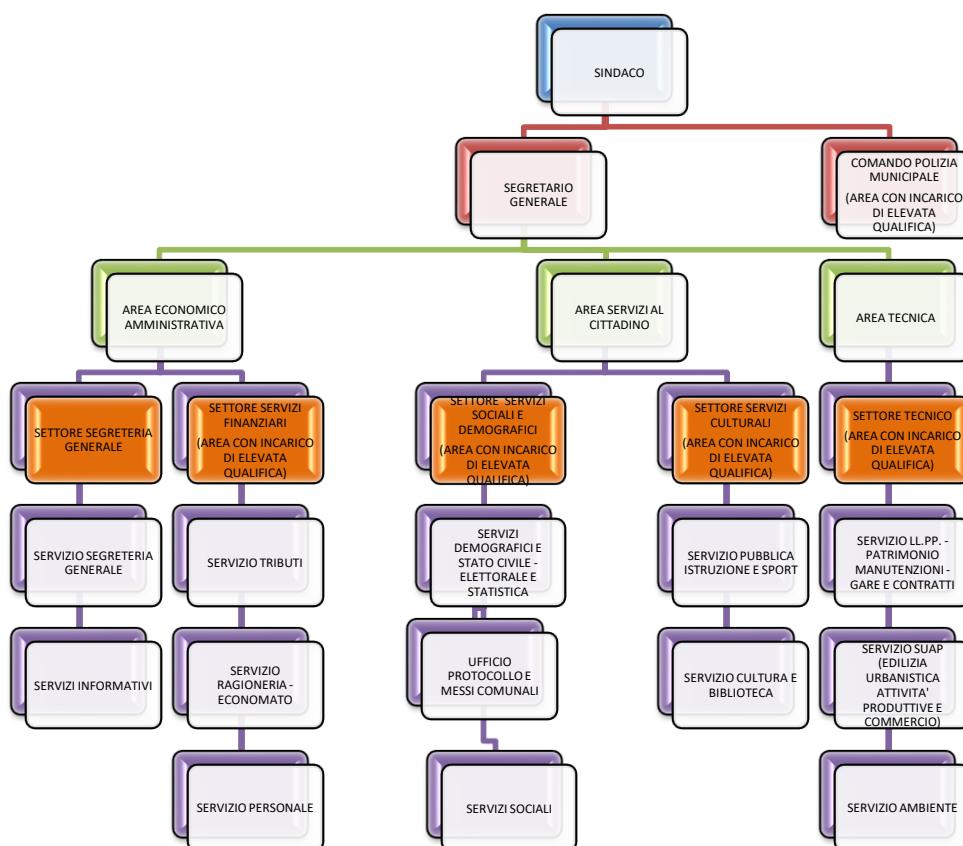 SINDACO
SEGRETARIO
GENERALE
COMANDO POLIZIA
MUNICIPALE
(AREA CON INCARICO
DI ELEVATA
QUALIFICA)
AREA ECONOMICO
AMMINISTRATIVA
AREA SERVIZI AL
CITTADINO
AREA TECNICA
SETTORE SEGRETERIA
GENERALE
SETTORE SERVIZI
FINANZIARI
(AREA CON INCARICO
DI ELEVATA
QUALIFICA)
SETTORE SERVIZI
SOCIALI E
DEMOGRAFICI
(AREA CON INCARICO
DI ELEVATA
QUALIFICA)
SETTORE SERVIZI
CULTURALI
(AREA CON INCARICO
DI ELEVATA
QUALIFICA)
SETTORE TECNICO
(AREA CON INCARICO
DI ELEVATA
QUALIFICA)
SERVIZIO SEGRETERIA
GENERALE
SERVIZIO TRIBUTI
SERVIZI
DEMOGRAFICI E
STATO CIVILE -
ELETTORALE E
STATISTICA
SERVIZIO PUBBLICA
ISTRUZIONE E SPORT
SERVIZIO LL.PP. -
PATRIMONIO
MANUTENZIONI -
GARE E CONTRATTI
SERVIZI INFORMATIVI
SERVIZIO
RAGIONERIA -
ECONOMATO
UFFICIO
PROTOCOLLO E
MESSI COMUNALI
SERVIZIO CULTURA E
BIBLIOTECA
SERVIZIO SUAP
(EDILIZIA
URBANISTICA
ATTIVITA'
PRODUTTIVE E
COMMERCIO)
SERVIZIO PERSONALE
SERVIZI SOCIALI
SERVIZIO AMBIENTE